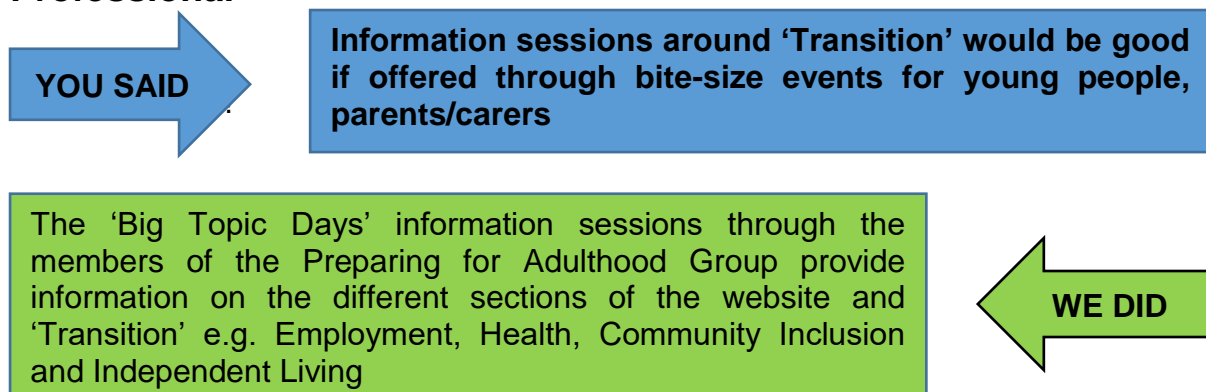 YOU SAID
.
Information sessions around ‘Transition’ would be good
if offered through bite-size events for young people,
parents/carers
The ‘Big Topic Days’ information sessions through the
members of the Preparing for Adulthood Group provide
information on the different sections of the website and
‘Transition’ e.g. Employment, Health, Community Inclusion
and Independent Living
WE DID